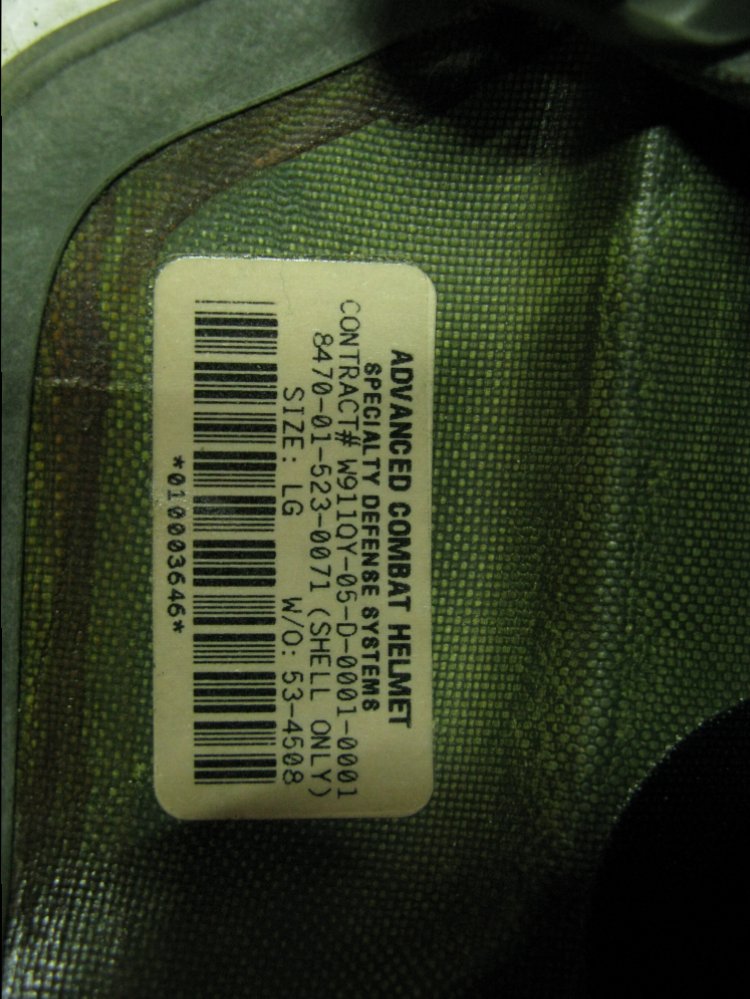 ADVANCED COMBAT HELMET
SPECIALTY DEFENSE SYSTEMS
CONTRACT# W911QY-05-D-0001-0001
8470-01-523-0071 (SHELL ONLY)
SIZE: LG W/O: 53-4508
*010003646*